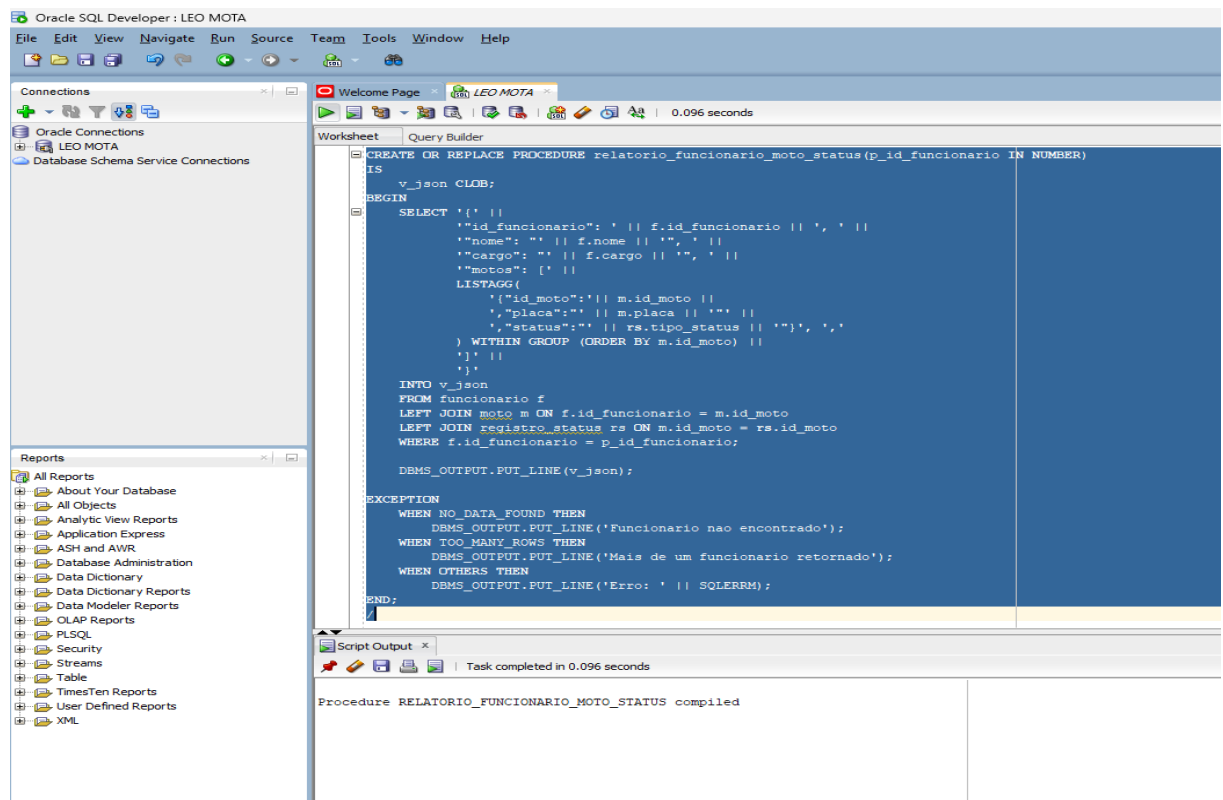 Oracle SQL Developer : LEO MOTA
File Edit View Navigate Run Source Team Tools Window Help
Connections
Oracle Connections
LEO MOTA
Database Schema Service Connections
Reports
All Reports
About Your Database
All Objects
Analytic View Reports
Application Express
ASH and AWR
Database Administration
Data Dictionary
Data Dictionary Reports
Data Modeler Reports
OLAP Reports
PLSQL
Security
Streams
Table
TimesTen Reports
User Defined Reports
XML
Welcome Page
LEO MOTA
0.096 seconds
Worksheet Query Builder
CREATE OR REPLACE PROCEDURE relatorio_funcionario_moto_status(p_id_funcionario IN NUMBER)
IS
v_json CLOB;
BEGIN
SELECT '{' ||
'"id_funcionario": ' || f.id_funcionario || ', ' ||
'"nome": "' || f.nome || '", ' ||
'"cargo": "' || f.cargo || '", ' ||
'"motos": [' ||
LISTAGG(
'{"id_moto":'|| m.id_moto ||
',"placa":"' || m.placa || '"' ||
',"status":"' || rs.tipo_status || '"}', ','
) WITHIN GROUP (ORDER BY m.id_moto) ||
']' ||
'}'
INTO v_json
FROM funcionario f
LEFT JOIN moto m ON f.id_funcionario = m.id_moto
LEFT JOIN registro_status rs ON m.id_moto = rs.id_moto
WHERE f.id_funcionario = p_id_funcionario;
DBMS_OUTPUT.PUT_LINE(v_json);
EXCEPTION
WHEN NO_DATA_FOUND THEN
DBMS_OUTPUT.PUT_LINE('Funcionario nao encontrado');
WHEN TOO_MANY_ROWS THEN
DBMS_OUTPUT.PUT_LINE('Mais de um funcionario retornado');
WHEN OTHERS THEN
DBMS_OUTPUT.PUT_LINE('Erro: ' || SQLERRM);
END;
/
Script Output
Task completed in 0.096 seconds
Procedure RELATORIO_FUNCIONARIO_MOTO_STATUS compiled